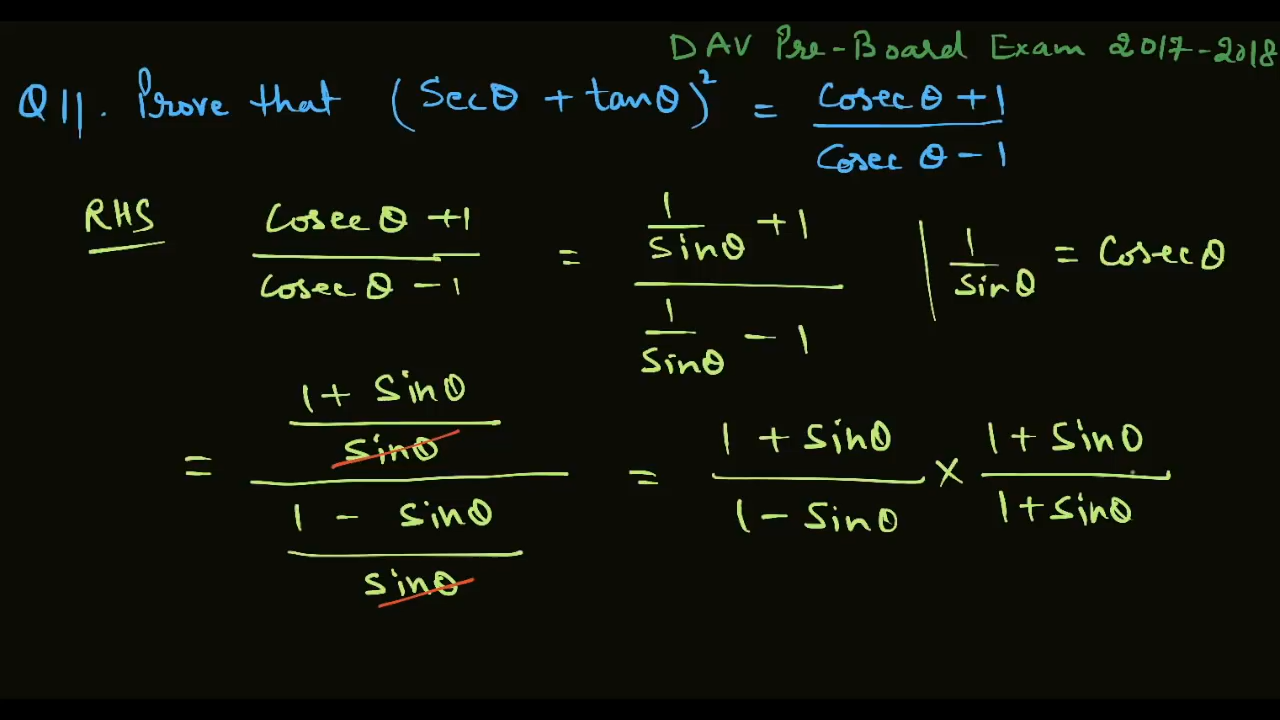 DAV Pre-Board Exam 2017-2018
Q11. Prove that (Secθ + tanθ)² = (Cosec θ + 1)/(Cosec θ - 1)
RHS (Cosec θ + 1)/(Cosec θ - 1) = (1/Sinθ + 1)/(1/Sinθ - 1) | 1/Sinθ = Cosec θ
= ((1 + Sinθ)/Sinθ)/((1 - Sinθ)/Sinθ) = (1 + Sinθ)/(1 - Sinθ) × (1 + Sinθ)/(1 + Sinθ)